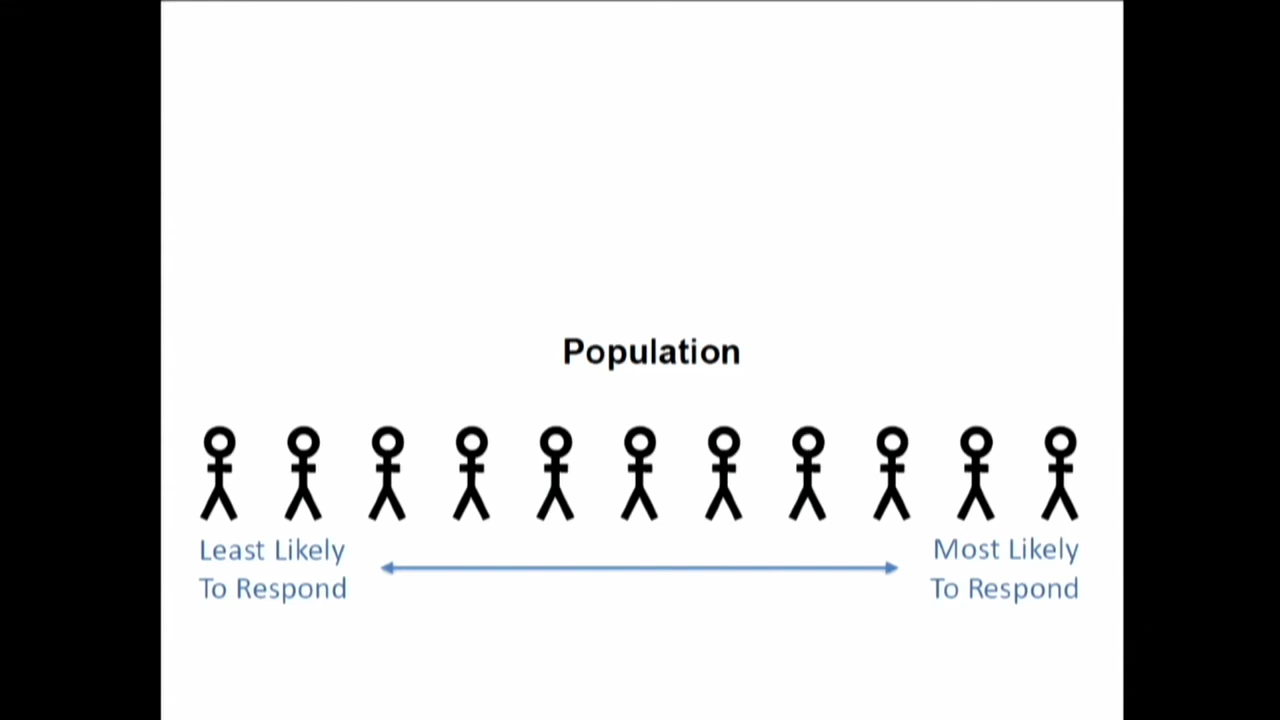 Population
Least Likely
To Respond
Most Likely
To Respond